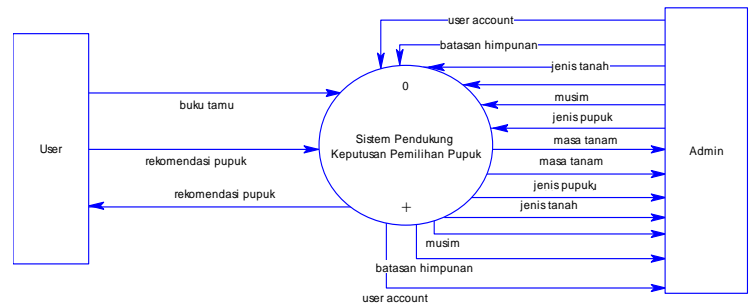 user account
batasan himpunan
jenis tanah
0
musim
buku tamu
jenis pupuk
Sistem Pendukung
Keputusan Pemilihan Pupuk
User
masa tanam
Admin
rekomendasi pupuk
masa tanam
rekomendasi pupuk
jenis pupuk
jenis tanah
+
musim
batasan himpunan
user account